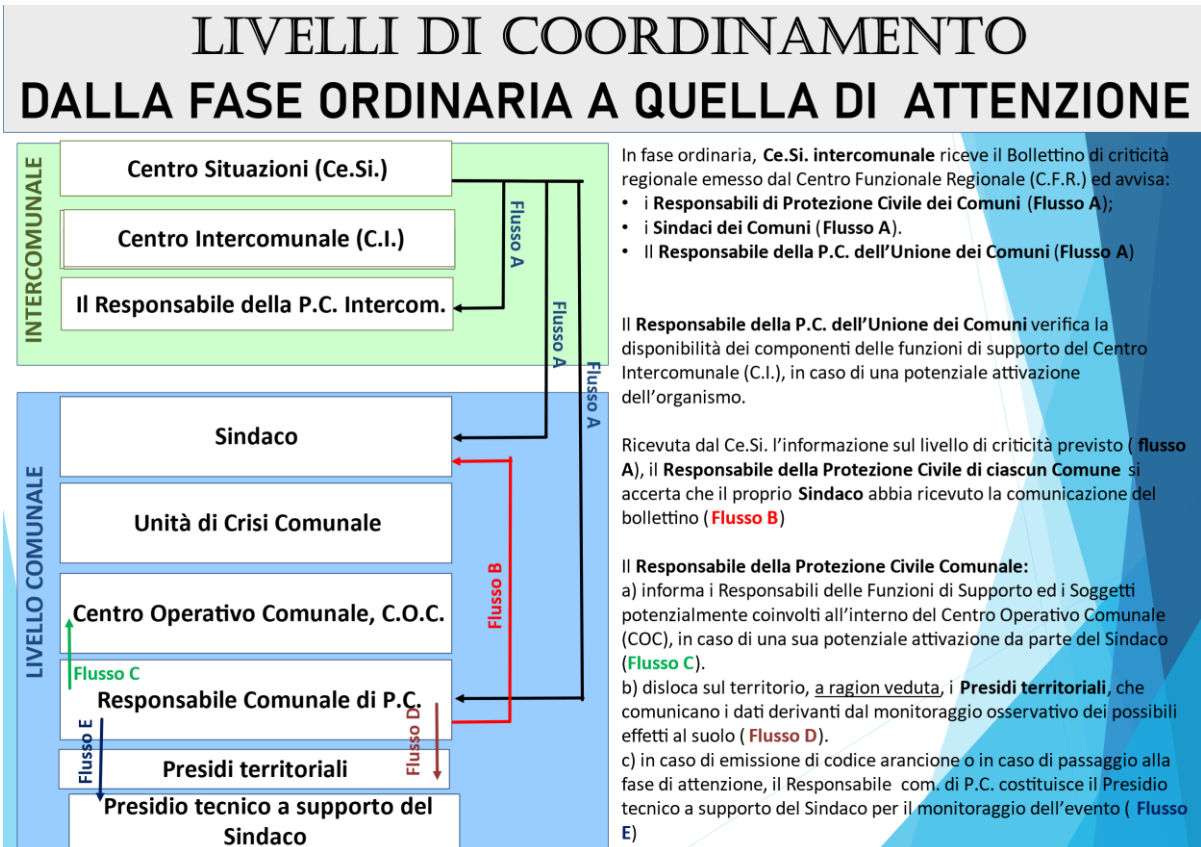 LIVELLI DI COORDINAMENTO
DALLA FASE ORDINARIA A QUELLA DI ATTENZIONE
INTERCOMUNALE
Centro Situazioni (Ce.Si.)
Centro Intercomunale (C.I.)
Il Responsabile della P.C. Intercom.
Flusso A
Flusso A
Flusso A
LIVELLO COMUNALE
Sindaco
Unità di Crisi Comunale
Centro Operativo Comunale, C.O.C.
Flusso B
Flusso C
Responsabile Comunale di P.C.
Flusso E
Flusso D
Presidi territoriali
Presidio tecnico a supporto del
Sindaco
In fase ordinaria, Ce.Si. intercomunale riceve il Bollettino di criticità
regionale emesso dal Centro Funzionale Regionale (C.F.R.) ed avvisa:
• i Responsabili di Protezione Civile dei Comuni (Flusso A);
• i Sindaci dei Comuni (Flusso A).
• Il Responsabile della P.C. dell'Unione dei Comuni (Flusso A)
Il Responsabile della P.C. dell'Unione dei Comuni verifica la
disponibilità dei componenti delle funzioni di supporto del Centro
Intercomunale (C.I.), in caso di una potenziale attivazione
dell'organismo.
Ricevuta dal Ce.Si. l'informazione sul livello di criticità previsto ( flusso
A), il Responsabile della Protezione Civile di ciascun Comune si
accerta che il proprio Sindaco abbia ricevuto la comunicazione del
bollettino ( Flusso B)
Il Responsabile della Protezione Civile Comunale:
a) informa i Responsabili delle Funzioni di Supporto ed i Soggetti
potenzialmente coinvolti all'interno del Centro Operativo Comunale
(COC), in caso di una sua potenziale attivazione da parte del Sindaco
(Flusso C).
b) disloca sul territorio, a ragion veduta, i Presidi territoriali, che
comunicano i dati derivanti dal monitoraggio osservativo dei possibili
effetti al suolo ( Flusso D).
c) in caso di emissione di codice arancione o in caso di passaggio alla
fase di attenzione, il Responsabile com. di P.C. costituisce il Presidio
tecnico a supporto del Sindaco per il monitoraggio dell'evento ( Flusso
E)